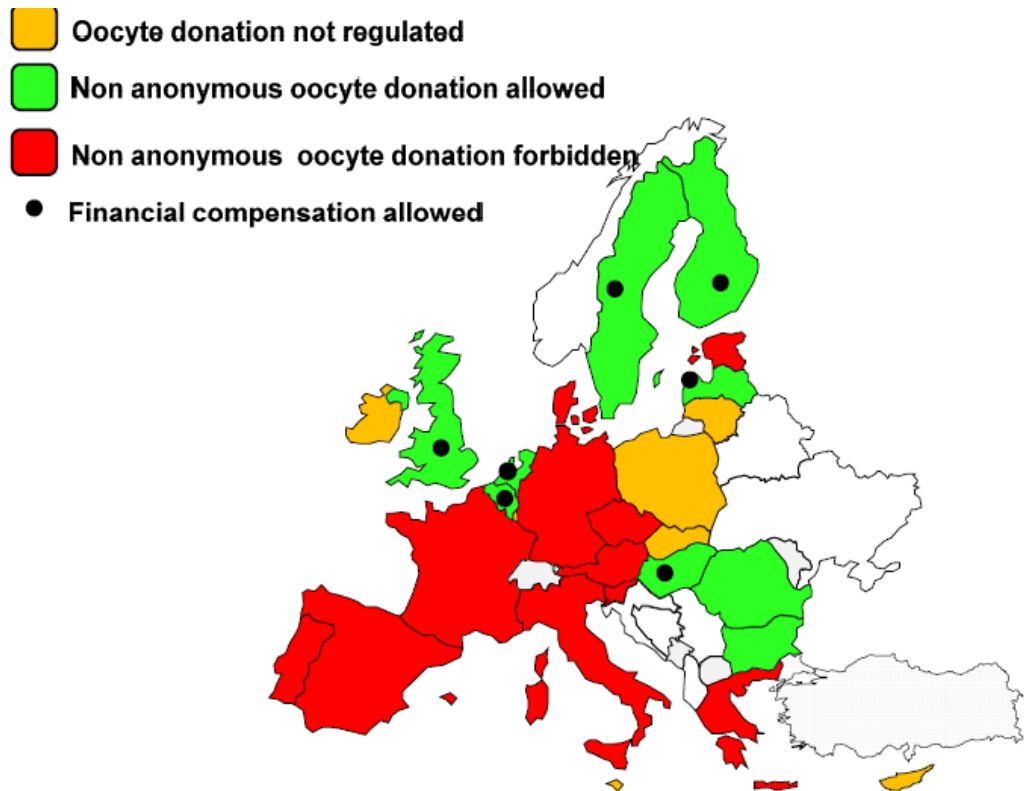 Oocyte donation not regulated
Non anonymous oocyte donation allowed
Non anonymous oocyte donation forbidden
Financial compensation allowed